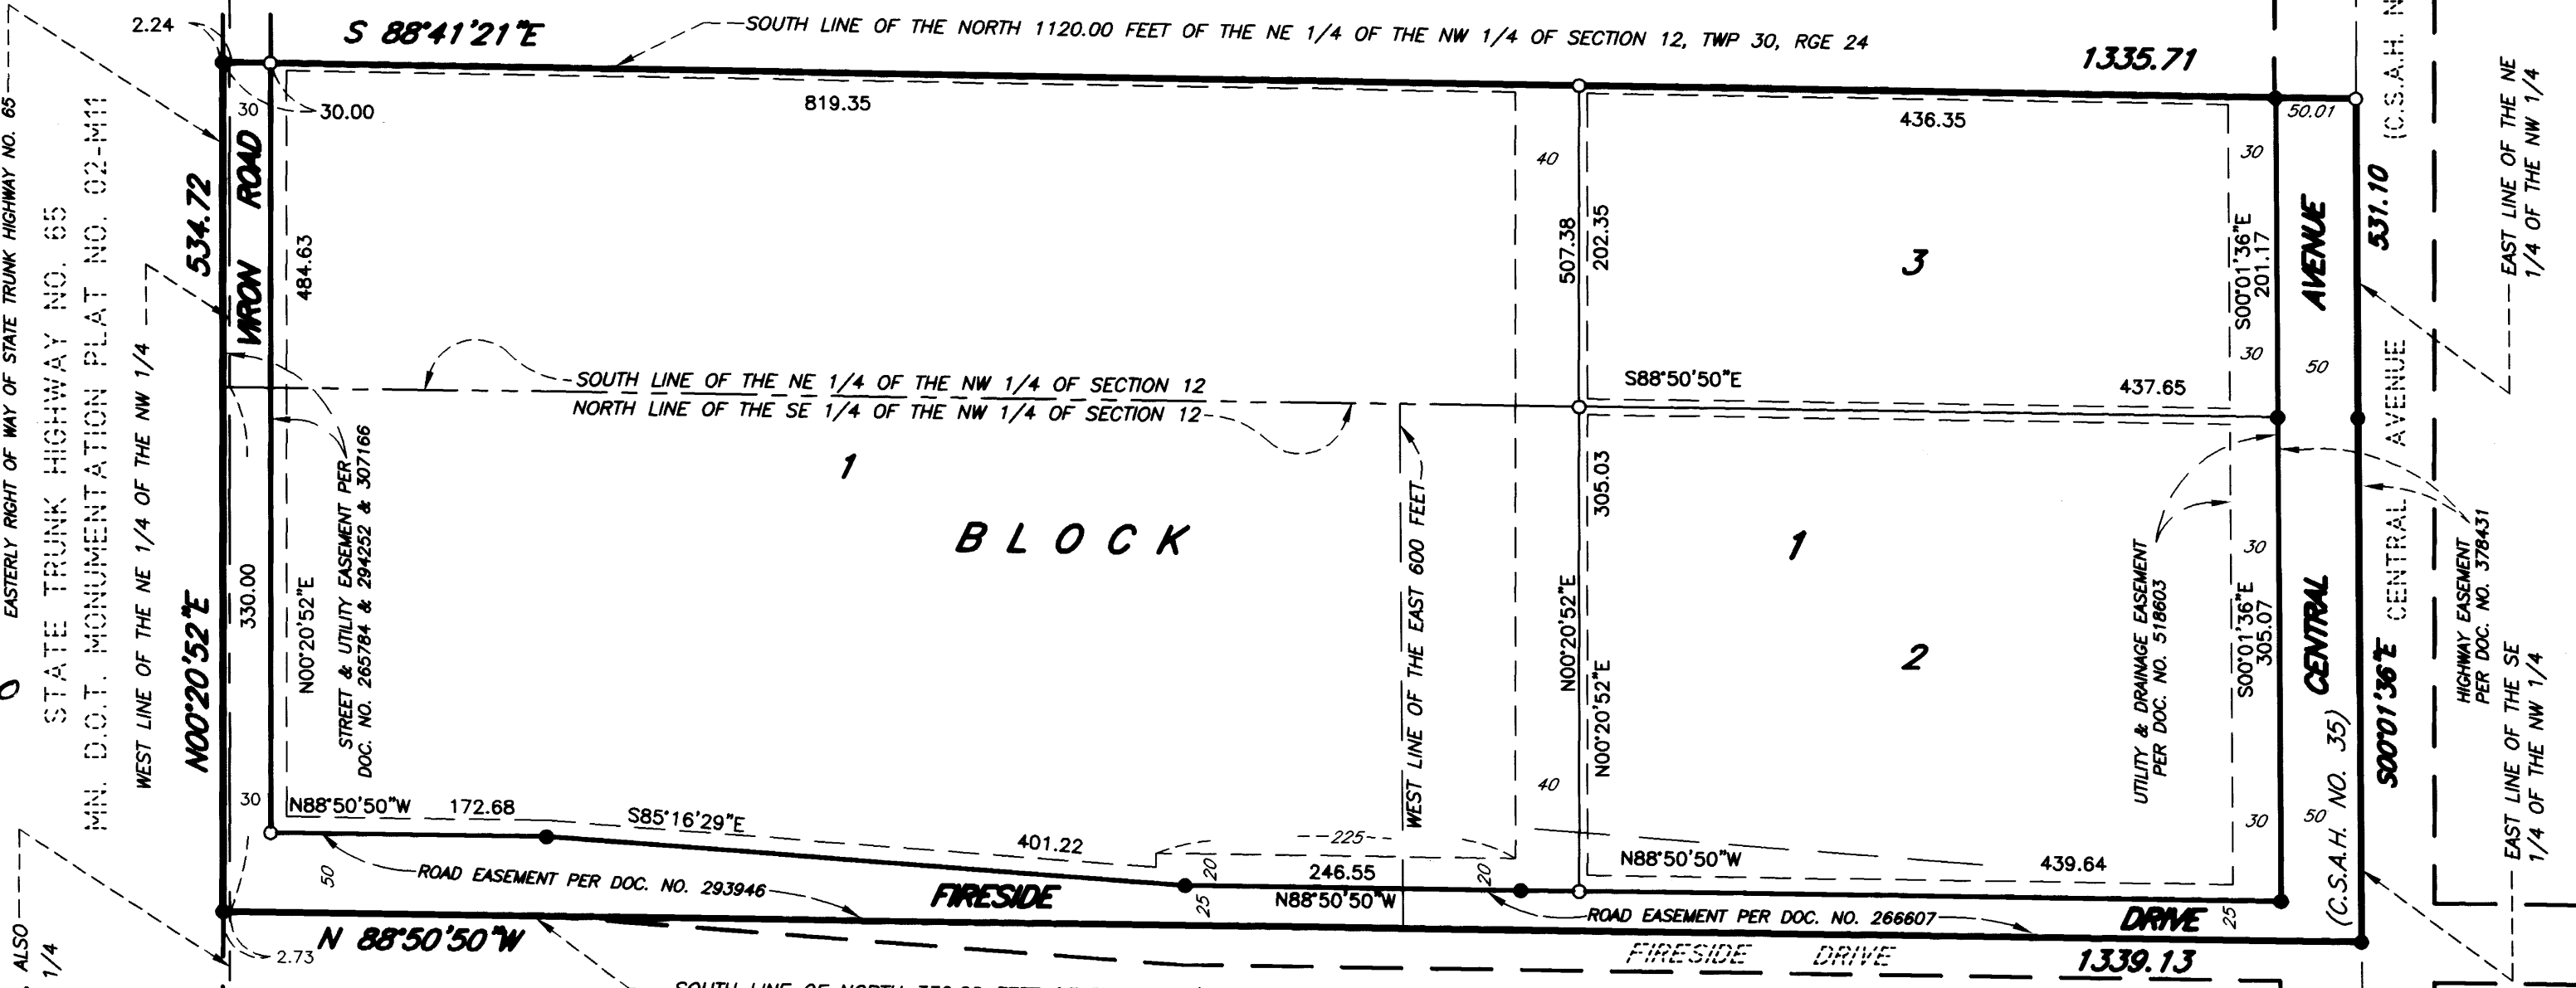 2.24
S 88°41'21"E
SOUTH LINE OF THE NORTH 1120.00 FEET OF THE NE 1/4 OF THE NW 1/4 OF SECTION 12, TWP 30, RGE 24
1335.71
30
30.00
819.35
436.35
50.01
EASTERLY RIGHT OF WAY OF STATE TRUNK HIGHWAY NO. 65
STATE TRUNK HIGHWAY NO. 65
MN. D.O.T. MONUMENTATION PLAT NO. 02-M11
WEST LINE OF THE NE 1/4 OF THE NW 1/4
534.72
N00°20'52"E
VIRON ROAD
484.63
330.00
N00°20'52"E
STREET & UTILITY EASEMENT PER
DOC. NO. 265784 & 294252 & 307166
40
507.38
202.35
3
30
S00°01'36"E
201.17
30
AVENUE
50
531.10
(C.S.A.H. N
EAST LINE OF THE NE
1/4 OF THE NW 1/4
SOUTH LINE OF THE NE 1/4 OF THE NW 1/4 OF SECTION 12
NORTH LINE OF THE SE 1/4 OF THE NW 1/4 OF SECTION 12
S88°50'50"E
437.65
1
BLOCK
1
WEST LINE OF THE EAST 600 FEET
305.03
N00°20'52"E
N00°20'52"E
40
2
UTILITY & DRAINAGE EASEMENT
PER DOC. NO. 518603
30
S00°01'36"E
305.07
30
CENTRAL
(C.S.A.H. NO. 35)
50
S00°01'36"E
CENTRAL AVENUE
HIGHWAY EASEMENT
PER DOC. NO. 378431
EAST LINE OF THE SE
1/4 OF THE NW 1/4
30
N88°50'50"W
172.68
S85°16'29"E
401.22
225
20
246.55
20
N88°50'50"W
439.64
50
ROAD EASEMENT PER DOC. NO. 293946
FIRESIDE
25
N88°50'50"W
ROAD EASEMENT PER DOC. NO. 266607
DRIVE
25
ALSO
1/4
2.73
N 88°50'50"W
FIRESIDE DRIVE
1339.13